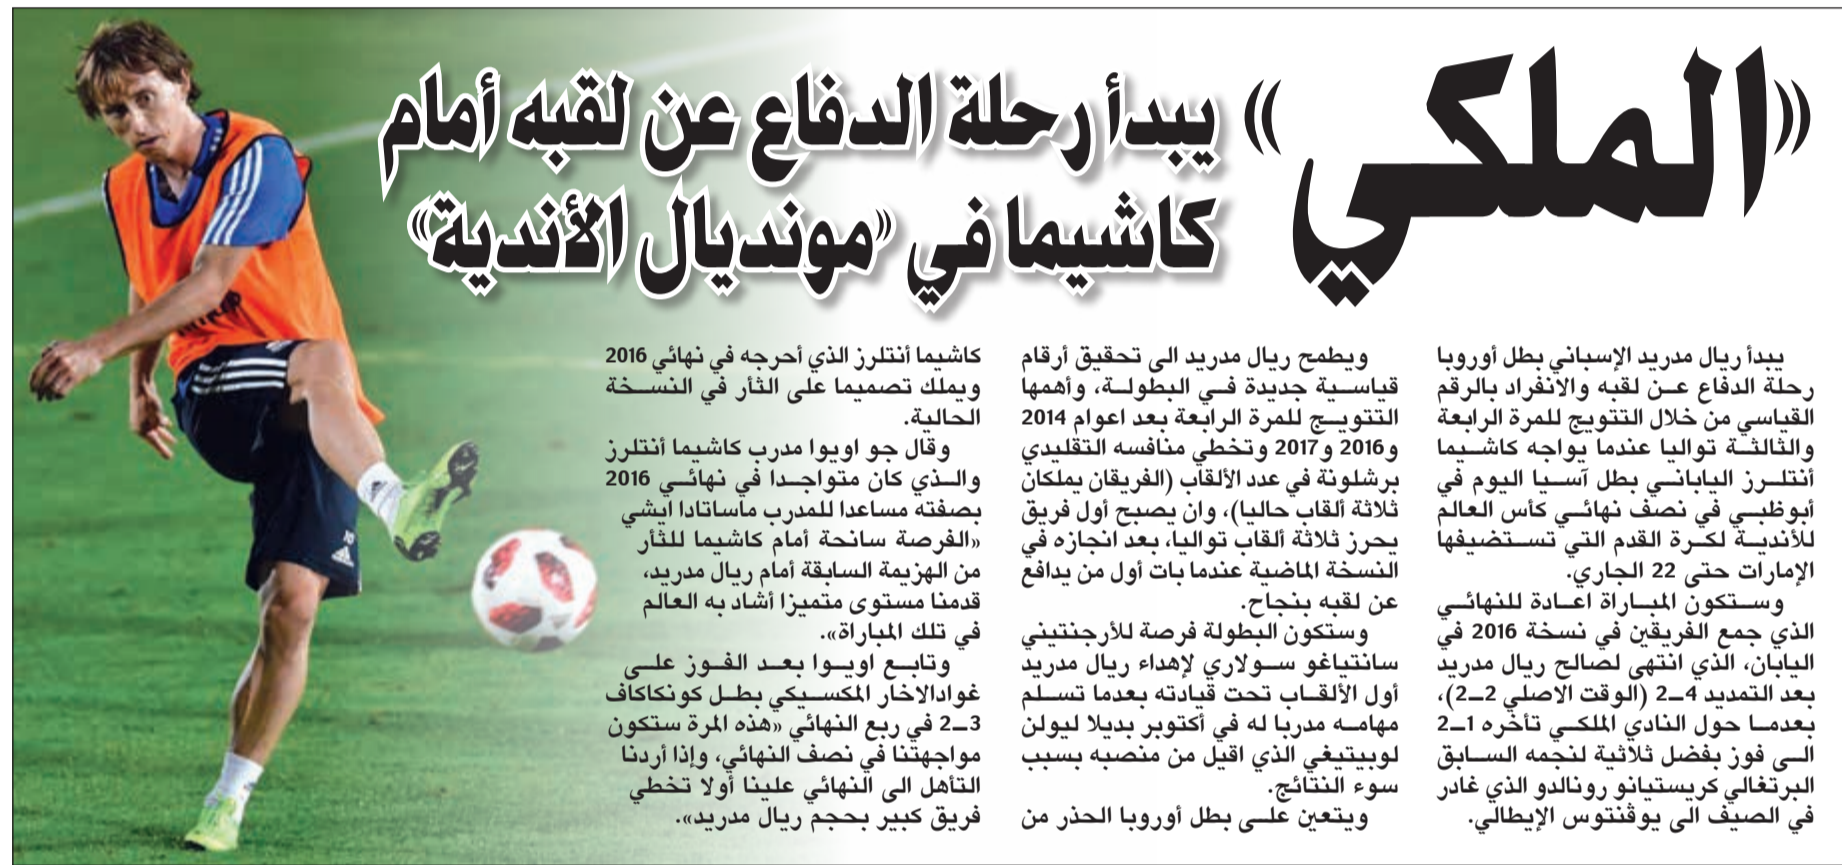 «الملكي»
يبدأ رحلة الدفاع عن لقبه أمام
كاشيما في «مونديال الأندية»
يبدأ ريال مدريد الإسباني بطل أوروبا
رحلة الدفاع عن لقبه والانفراد بالرقم
القياسي من خلال التتويج للمرة الرابعة
والثالثة تواليا عندما يواجه كاشيما
أنتلرز الياباني بطل آسيا اليوم في
أبوظبي في نصف نهائي كأس العالم
للأندية لكرة القدم التي تستضيفها
الإمارات حتى 22 الجاري.
وستكون المباراة اعادة للنهائي
الذي جمع الفريقين في نسخة 2016 في
اليابان، الذي انتهى لصالح ريال مدريد
بعد التمديد 4-2 (الوقت الاصلي 2-2)،
بعدما حول النادي الملكي تأخره 1-2
الى فوز بفضل ثلاثية لنجمه السابق
البرتغالي كريستيانو رونالدو الذي غادر
في الصيف الى يوڤنتوس الإيطالي.
ويطمح ريال مدريد الى تحقيق أرقام
قياسية جديدة في البطولة، وأهمها
التتويج للمرة الرابعة بعد اعوام 2014
و2016 و2017 وتخطي منافسه التقليدي
برشلونة في عدد الألقاب (الفريقان يملكان
ثلاثة ألقاب حاليا)، وان يصبح أول فريق
يحرز ثلاثة ألقاب تواليا، بعد انجازه في
النسخة الماضية عندما بات أول من يدافع
عن لقبه بنجاح.
وستكون البطولة فرصة للأرجنتيني
سانتياغو سولاري لإهداء ريال مدريد
أول الألقاب تحت قيادته بعدما تسلم
مهامه مدربا له في أكتوبر بديلا ليولن
لوبيتيغي الذي اقيل من منصبه بسبب
سوء النتائج.
ويتعين على بطل أوروبا الحذر من
كاشيما أنتلرز الذي أحرجه في نهائي 2016
ويملك تصميما على الثأر في النسخة
الحالية.
وقال جو اويوا مدرب كاشيما أنتلرز
والذي كان متواجدا في نهائي 2016
بصفته مساعدا للمدرب ماساتادا ايشي
«الفرصة سانحة أمام كاشيما للثأر
من الهزيمة السابقة أمام ريال مدريد،
قدمنا مستوى متميزا أشاد به العالم
في تلك المباراة».
وتابع اويوا بعد الفوز على
غوادالاخار المكسيكي بطل كونكاكاف
3-2 في ربع النهائي «هذه المرة ستكون
مواجهتنا في نصف النهائي، وإذا أردنا
التأهل الى النهائي علينا أولا تخطي
فريق كبير بحجم ريال مدريد».